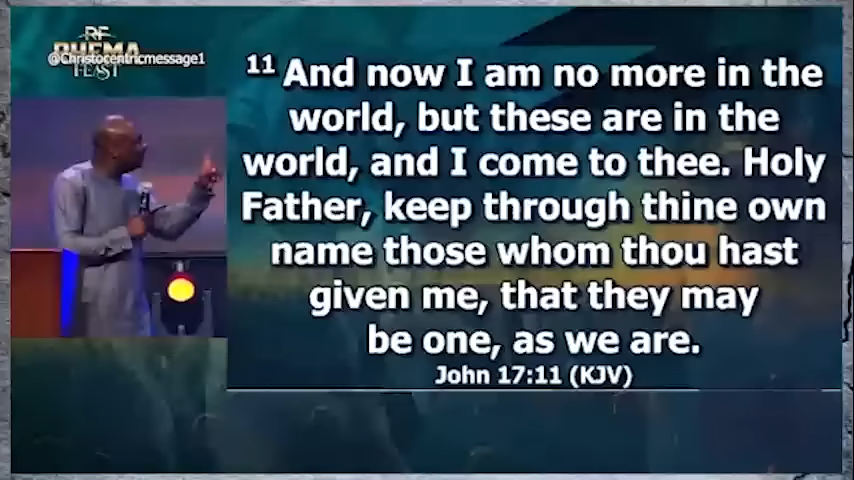 RF
RHEMA
@Christocentricmessage1
FEAST
11 And now I am no more in the
world, but these are in the
world, and I come to thee. Holy
Father, keep through thine own
name those whom thou hast
given me, that they may
be one, as we are.
John 17:11 (KJV)